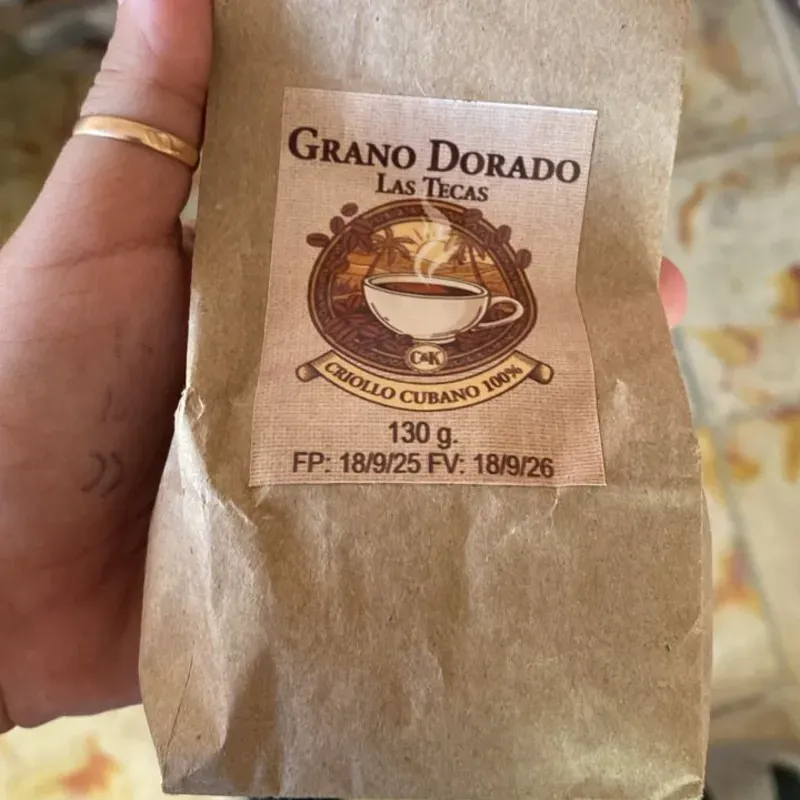 GRANO DORADO
LAS TECAS
C&K
CRIOLLO CUBANO 100%
130 g.
FP: 18/9/25 FV: 18/9/26